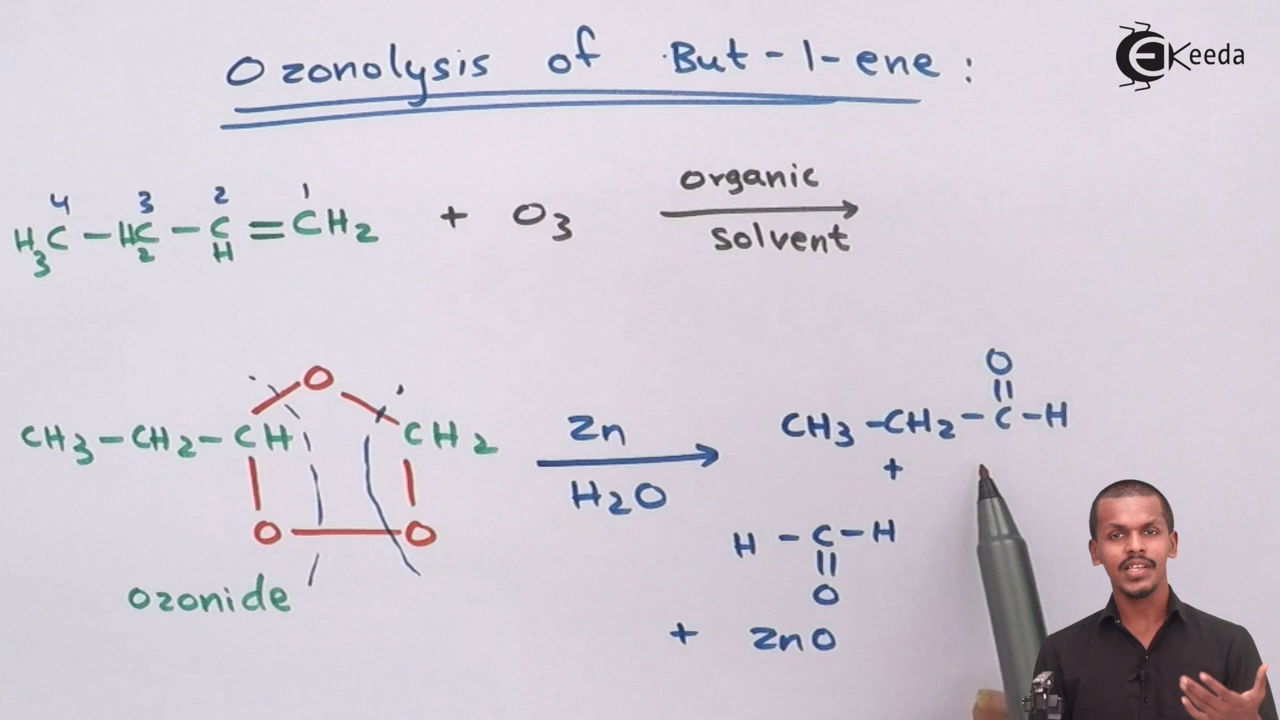 Ozonolysis of But-1-ene :
EKeeda
4 3 2 1
H3C - H2C - CH = CH2 + O3
organic
solvent
O
CH3-CH2-CH CH2
O O
ozonide
Zn
H2O
O
||
CH3-CH2-C-H
+
H - C-H
||
O
+ ZnO